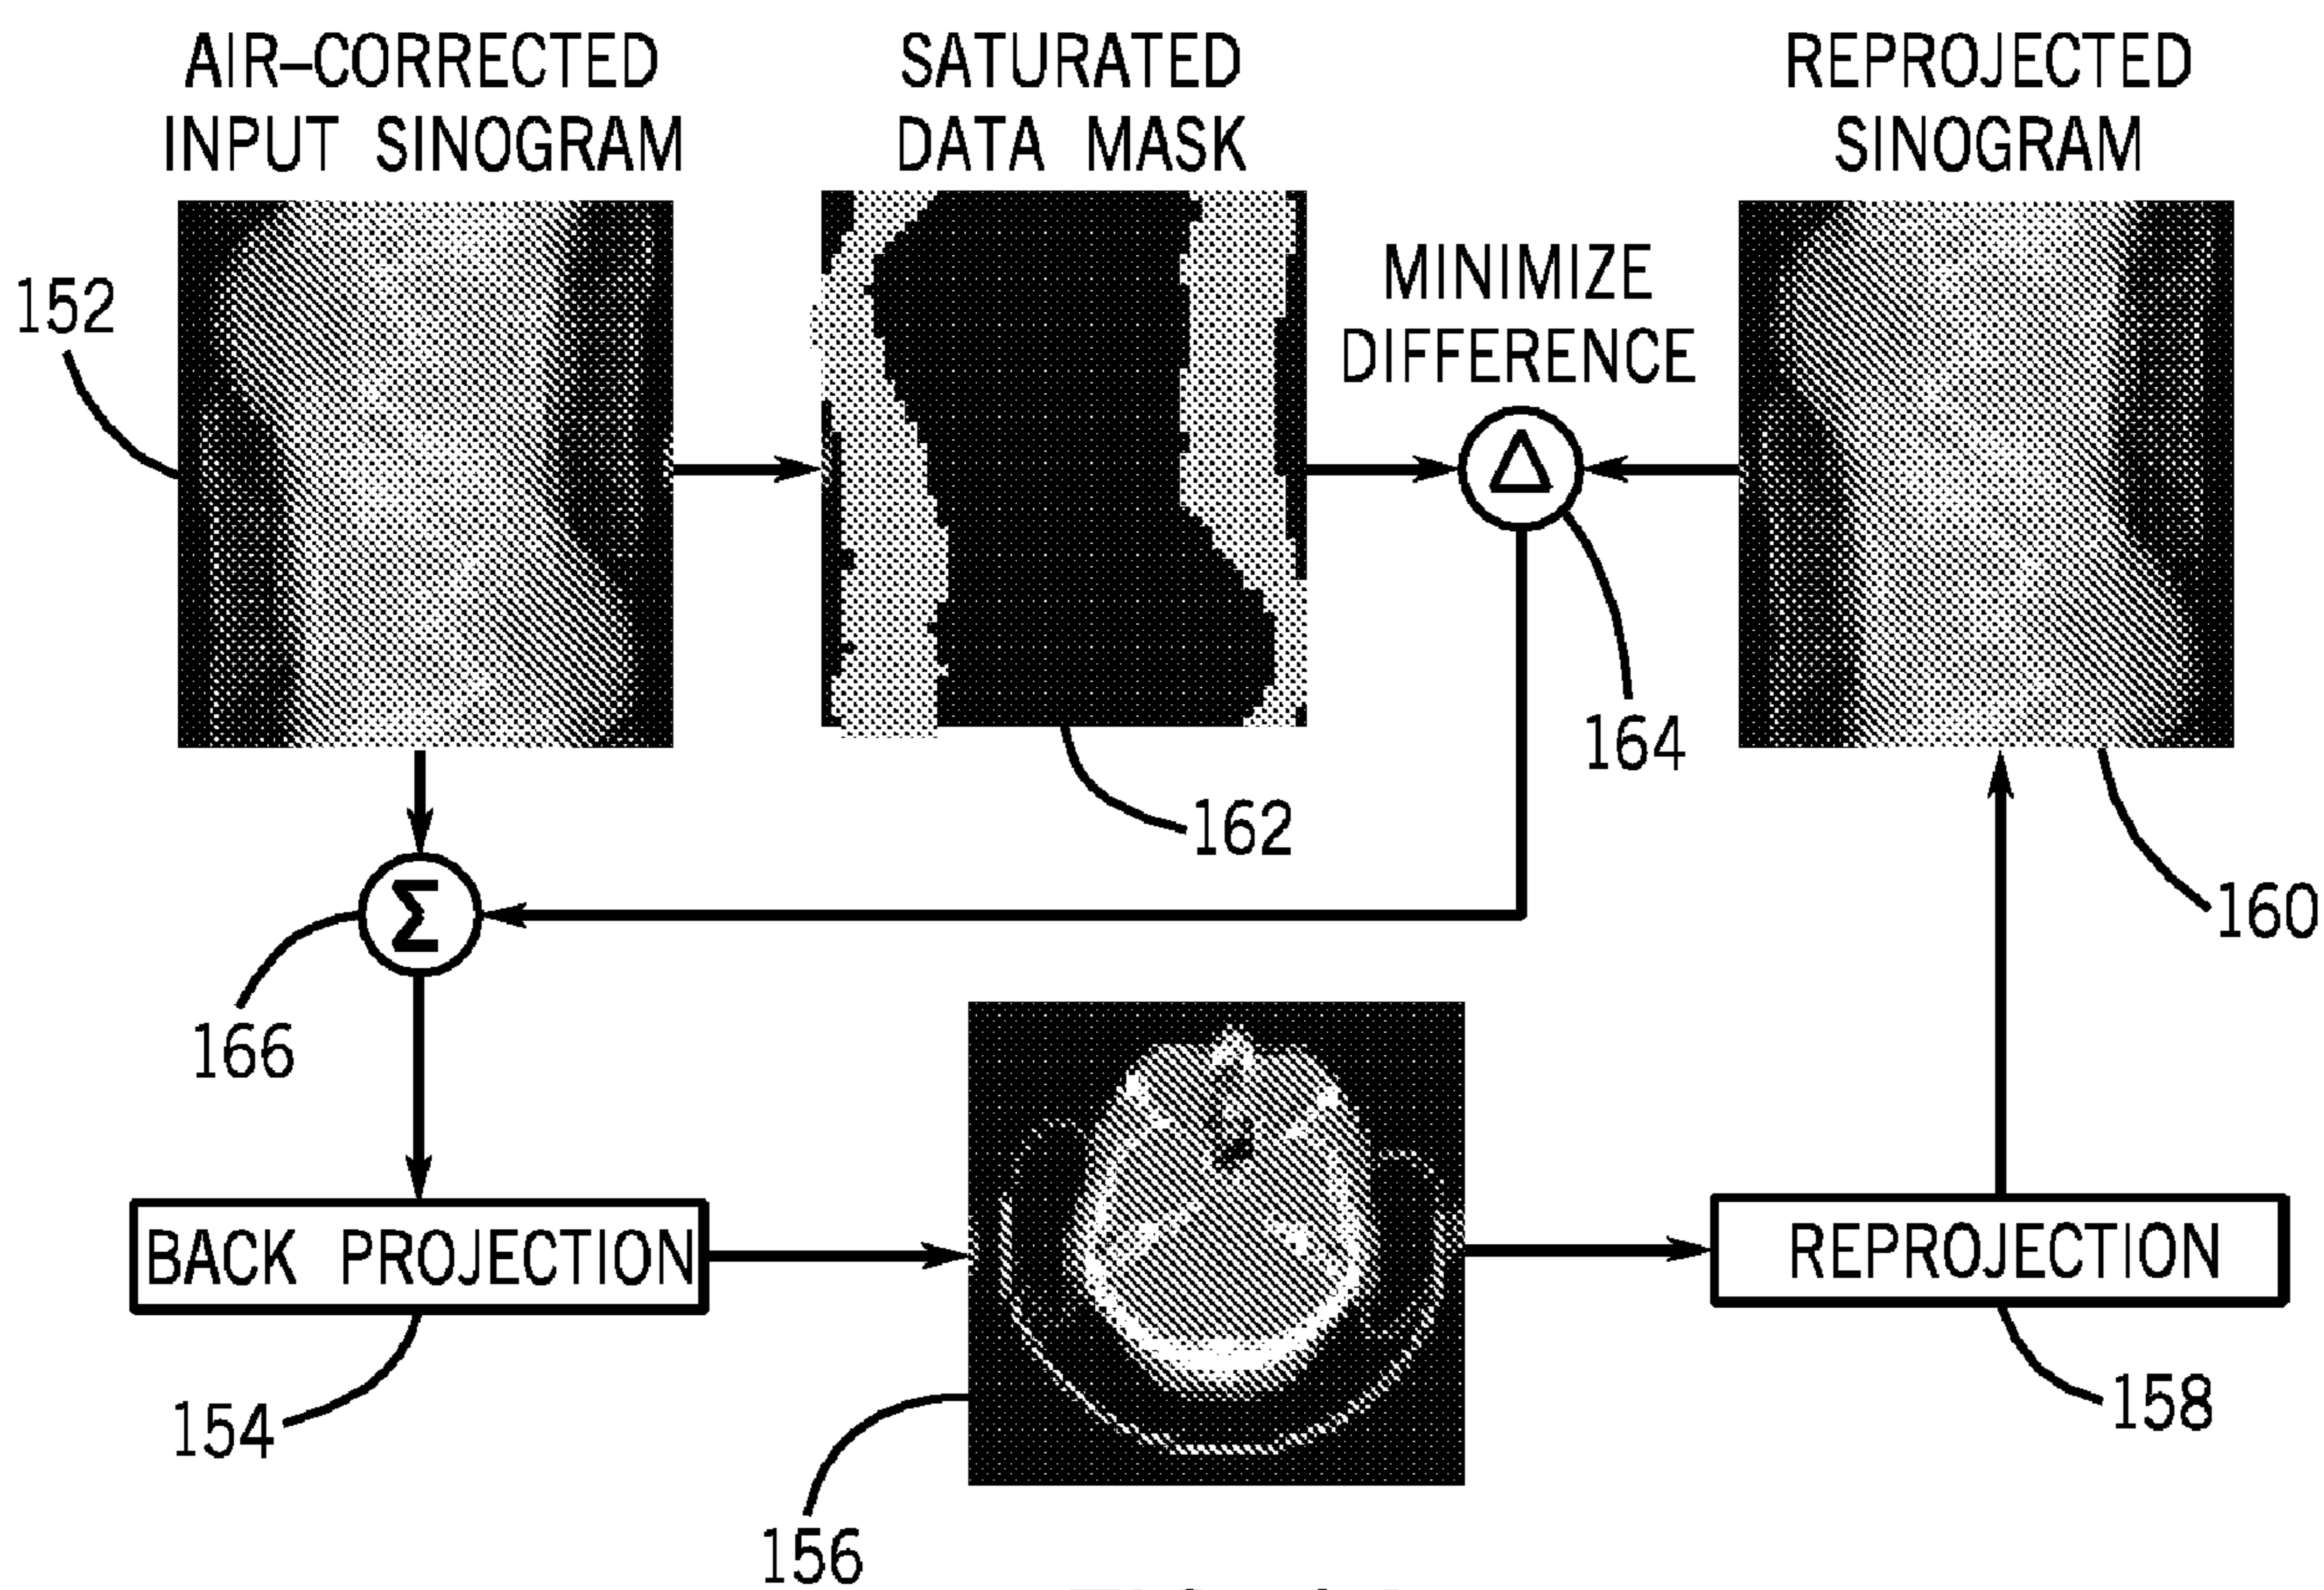 AIR-CORRECTED
INPUT SINOGRAM
SATURATED
DATA MASK
REPROJECTED
SINOGRAM
MINIMIZE
DIFFERENCE
152
Δ
164
162
160
Σ
166
BACK PROJECTION
REPROJECTION
154
156
158